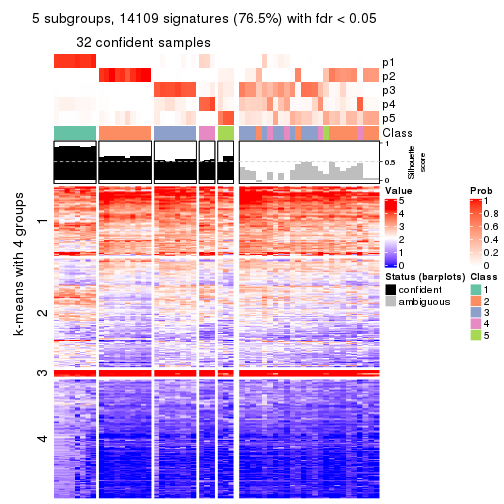 5 subgroups, 14109 signatures (76.5%) with fdr < 0.05
32 confident samples
p1
p2
p3
p4
p5
Class
1
0.5
0
Silhouette
score
k-means with 4 groups
1
2
3
4
Value
5
4
3
2
1
0
Prob
1
0.8
0.6
0.4
0.2
0
Status (barplots)
confident
ambiguous
Class
1
2
3
4
5